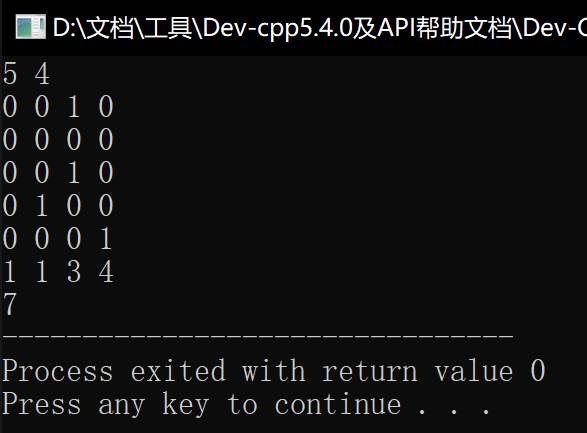 D:\文档\工具\Dev-cpp5.4.0及API帮助文档\Dev-C
5 4
0 0 1 0
0 0 0 0
0 0 1 0
0 1 0 0
0 0 0 1
1 1 3 4
7
--------------------------------
Process exited with return value 0
Press any key to continue . . .